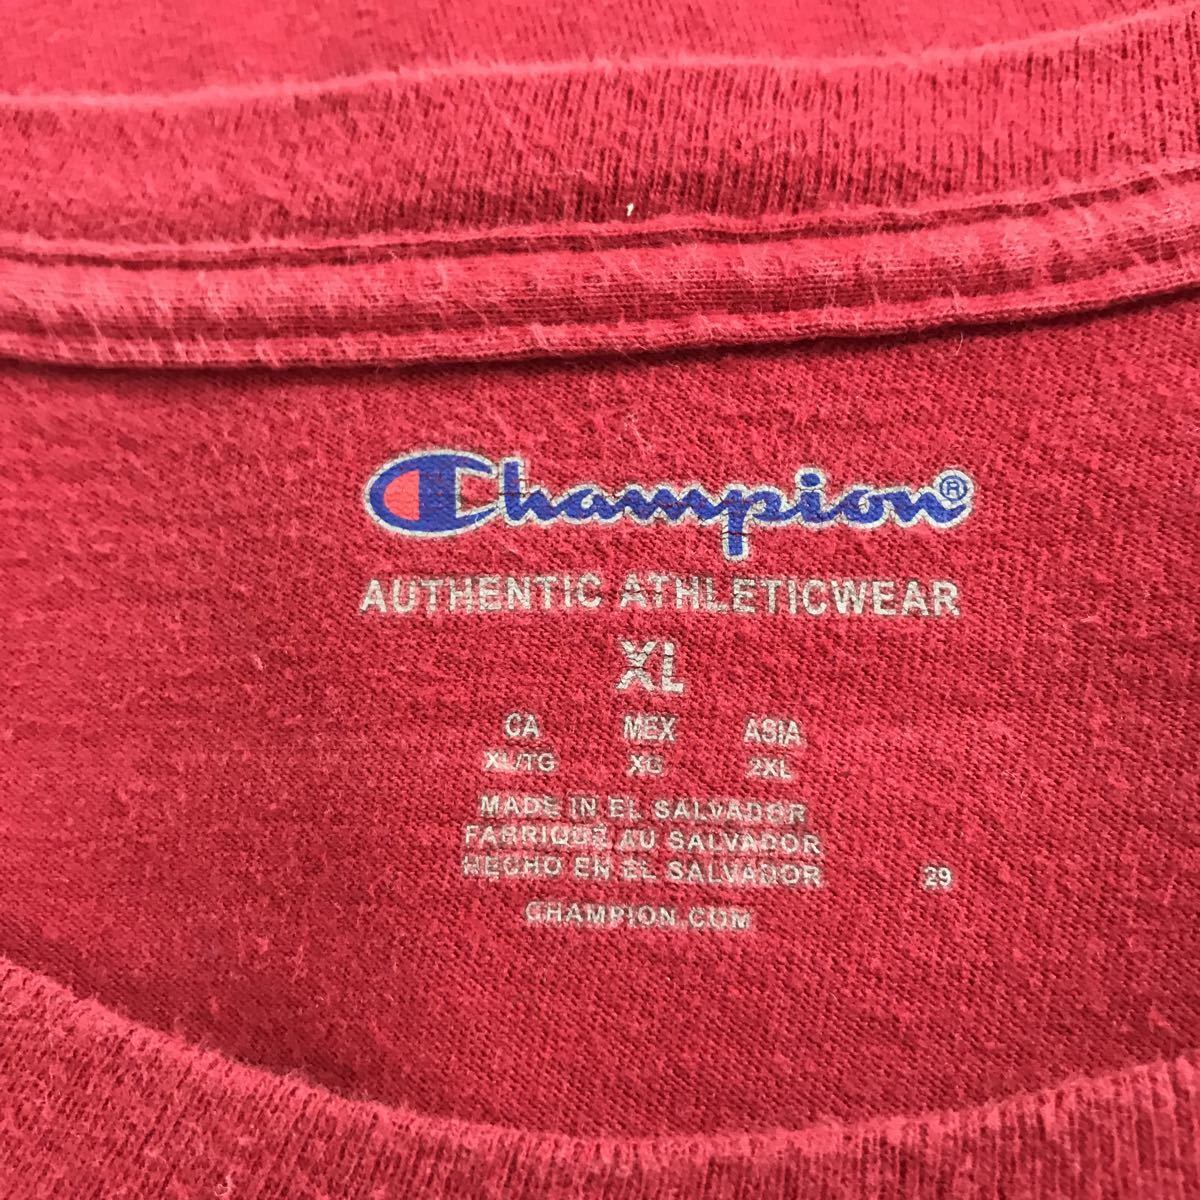 Champion®
AUTHENTIC ATHLETICWEAR
XL
CA MEX ASIA
XL/TG XG 2XL
MADE IN EL SALVADOR
FABRIQUÉ AU SALVADOR
HECHO EN EL SALVADOR 29
CHAMPION.COM